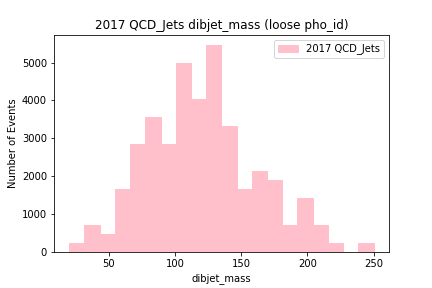 2017 QCD_Jets dibjet_mass (loose pho_id)
2017 QCD_Jets
Number of Events
5000
4000
3000
2000
1000
0
50
100
150
200
250
dibjet_mass